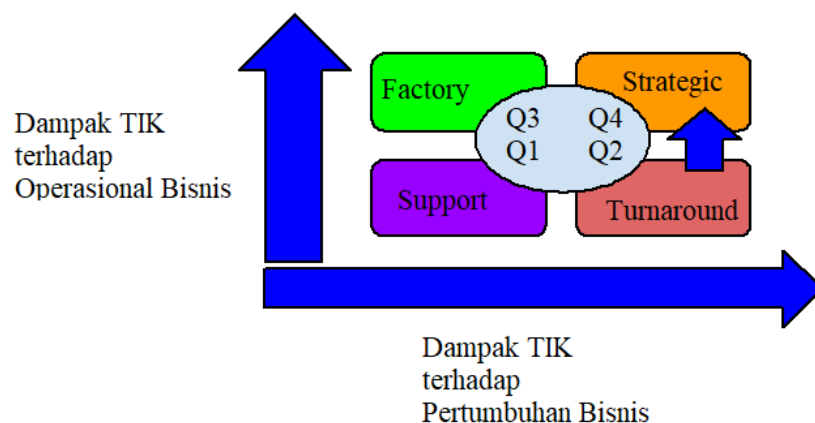 Dampak TIK
terhadap
Operasional Bisnis
Factory
Strategic
Q3
Q4
Q1
Q2
Support
Turnaround
Dampak TIK
terhadap
Pertumbuhan Bisnis